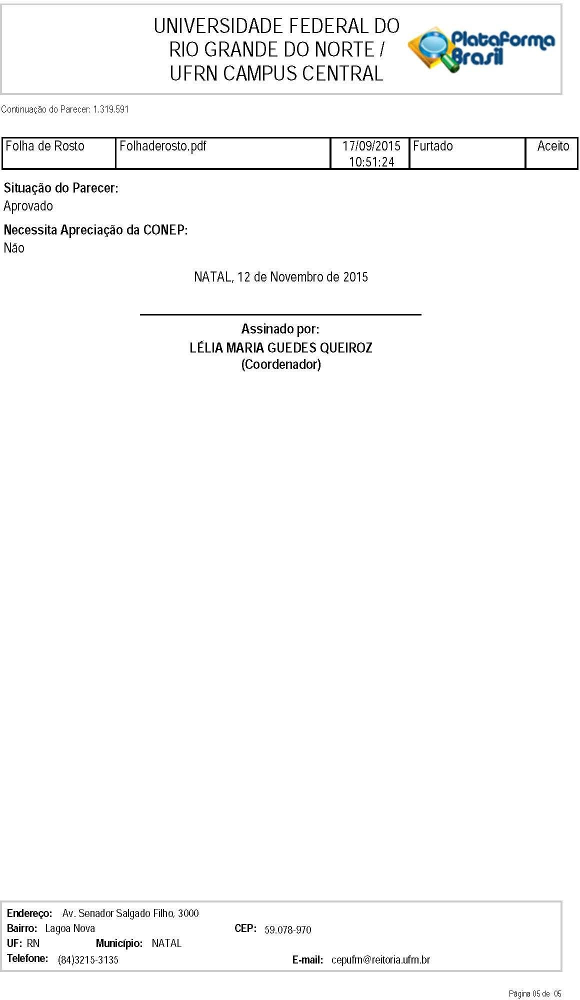 UNIVERSIDADE FEDERAL DO
RIO GRANDE DO NORTE /
UFRN CAMPUS CENTRAL
Plataforma
Brasil
Continuação do Parecer: 1.319.591
Folha de Rosto Folhaderosto.pdf 17/09/2015 Furtado Aceito
10:51:24
Situação do Parecer:
Aprovado
Necessita Apreciação da CONEP:
Não
NATAL, 12 de Novembro de 2015
Assinado por:
LÉLIA MARIA GUEDES QUEIROZ
(Coordenador)
Endereço: Av. Senador Salgado Filho, 3000
Bairro: Lagoa Nova CEP: 59.078-970
UF: RN Município: NATAL
Telefone: (84)3215-3135 E-mail: cepufrn@reitoria.ufrn.br
Página 05 de 05